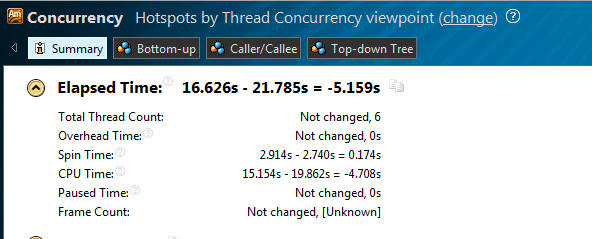 Am Concurrency Hotspots by Thread Concurrency viewpoint (change) ?
Summary Bottom-up Caller/Callee Top-down Tree
Elapsed Time:? 16.626s - 21.785s = -5.159s
Total Thread Count: Not changed, 6
Overhead Time:? Not changed, 0s
Spin Time:? 2.914s - 2.740s = 0.174s
CPU Time:? 15.154s - 19.862s = -4.708s
Paused Time:? Not changed, 0s
Frame Count: Not changed, [Unknown]